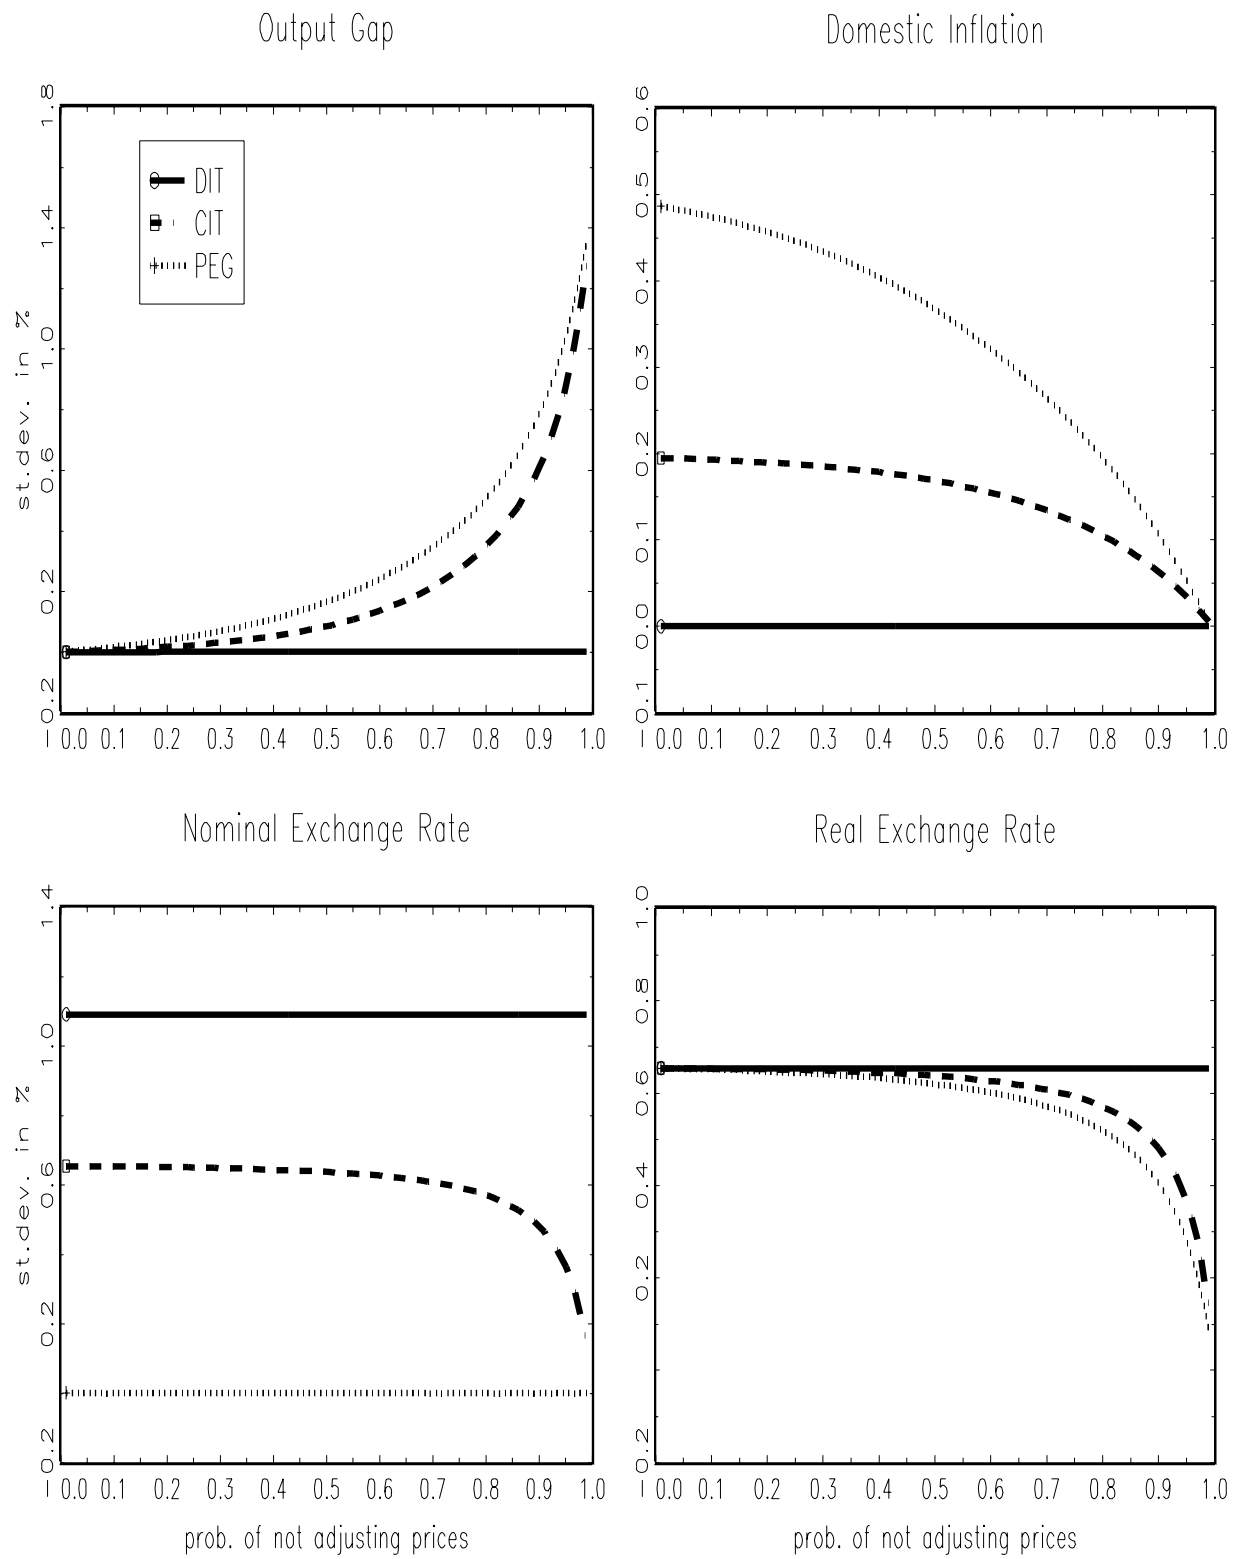 Output Gap
Domestic Inflation
st.dev. in %
1.8
1.4
1.0
0.6
0.2
-0.2
DIT
CIT
PEG
0.0 0.1 0.2 0.3 0.4 0.5 0.6 0.7 0.8 0.9 1.0
0.6
0.5
0.4
0.3
0.2
0.1
0.0
-0.1
0.0 0.1 0.2 0.3 0.4 0.5 0.6 0.7 0.8 0.9 1.0
Nominal Exchange Rate
Real Exchange Rate
st.dev. in %
1.4
1.0
0.6
0.2
-0.2
0.0 0.1 0.2 0.3 0.4 0.5 0.6 0.7 0.8 0.9 1.0
1.0
0.8
0.6
0.4
0.2
-0.2
0.0 0.1 0.2 0.3 0.4 0.5 0.6 0.7 0.8 0.9 1.0
prob. of not adjusting prices
prob. of not adjusting prices